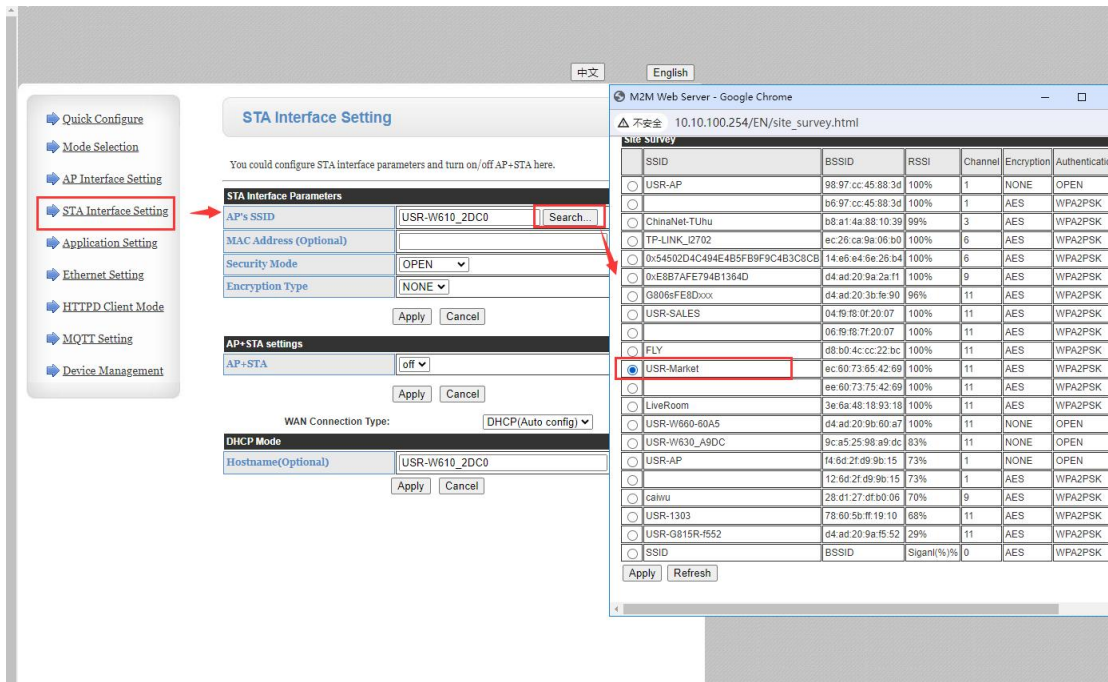 中文
English
Quick Configure
Mode Selection
AP Interface Setting
STA Interface Setting
Application Setting
Ethernet Setting
HTTPD Client Mode
MQTT Setting
Device Management
STA Interface Setting
You could configure STA interface parameters and turn on/off AP+STA here.
STA Interface Parameters
AP's SSID USR-W610_2DC0 Search...
MAC Address (Optional)
Security Mode OPEN
Encryption Type NONE
Apply Cancel
AP+STA settings
AP+STA off
Apply Cancel
WAN Connection Type: DHCP(Auto config)
DHCP Mode
Hostname(Optional) USR-W610_2DC0
Apply Cancel
M2M Web Server - Google Chrome
不安全 10.10.100.254/EN/site_survey.html
Site Survey
SSID BSSID RSSI Channel Encryption Authenticati
USR-AP 98:97:cc:45:88:3d 100% 1 NONE OPEN
b6:97:cc:45:88:3d 100% 1 AES WPA2PSK
ChinaNet-TUhu b8:a1:4a:88:10:39 99% 3 AES WPA2PSK
TP-LINK_I2702 ec:26:ca:9a:06:b0 100% 6 AES WPA2PSK
0x54502D4C494E4B5FB9F9C4B3C8CB 14:e6:e4:6e:26:b4 100% 6 AES WPA2PSK
0xE8B7AFE794B1364D d4:ad:20:9a:2a:f1 100% 9 AES WPA2PSK
G806sFE8Dxxx d4:ad:20:3b:fe:90 96% 11 AES WPA2PSK
USR-SALES 04:f9:f8:0f:20:07 100% 11 AES WPA2PSK
06:f9:f8:7f:20:07 100% 11 AES WPA2PSK
FLY d8:b0:4c:cc:22:bc 100% 11 AES WPA2PSK
USR-Market ec:60:73:65:42:69 100% 11 AES WPA2PSK
ee:60:73:75:42:69 100% 11 AES WPA2PSK
LiveRoom 3e:6a:48:18:93:18 100% 11 AES WPA2PSK
USR-W660-60A5 d4:ad:20:9b:60:a7 100% 11 NONE OPEN
USR-W630_A9DC 9c:a5:25:98:a9:dc 83% 11 NONE OPEN
USR-AP f4:6d:2f:d9:9b:15 73% 1 NONE OPEN
12:6d:2f:d9:9b:15 73% 1 AES WPA2PSK
caiwu 28:d1:27:df:b0:06 70% 9 AES WPA2PSK
USR-1303 78:60:5b:ff:19:10 68% 11 AES WPA2PSK
USR-G815R-f552 d4:ad:20:9a:f5:52 29% 11 AES WPA2PSK
SSID BSSID Siganl(%)% 0 AES WPA2PSK
Apply Refresh